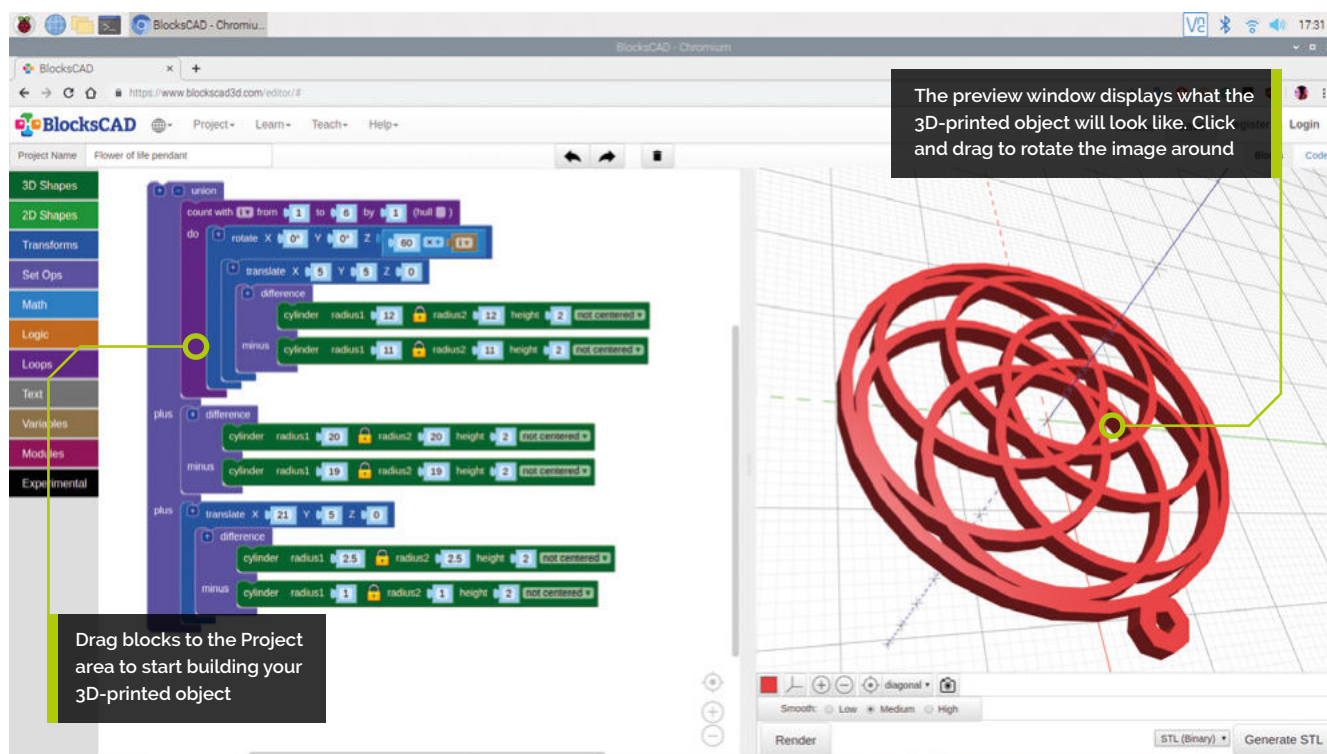 BlocksCAD - Chromiu...
17:31
BlocksCAD - Chromium
BlocksCAD × +
https://www.blockscad3d.com/editor/#
BlocksCAD Project Learn Teach Help Login
The preview window displays what the
3D-printed object will look like. Click
and drag to rotate the image around
Project Name Flower of life pendant
Code
3D Shapes
2D Shapes
Transforms
Set Ops
Math
Logic
Loops
Text
Variables
Modules
Experimental
+ - union
count with i from 1 to 6 by 1 (hull )
do + rotate X 0° Y 0° Z 60 × i
+ translate X 5 Y 5 Z 0
+ difference
cylinder radius1 12 radius2 12 height 2 not centered
minus cylinder radius1 11 radius2 11 height 2 not centered
plus + difference
cylinder radius1 20 radius2 20 height 2 not centered
minus cylinder radius1 19 radius2 19 height 2 not centered
plus + translate X 21 Y 5 Z 0
+ difference
cylinder radius1 2.5 radius2 2.5 height 2 not centered
minus cylinder radius1 1 radius2 1 height 2 not centered
Drag blocks to the Project
area to start building your
3D-printed object
diagonal
Smooth: Low Medium High
Render STL (Binary) Generate STL